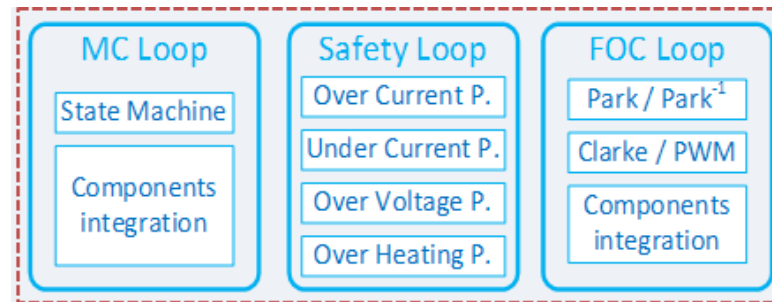 MC Loop
State Machine
Components
integration
Safety Loop
Over Current P.
Under Current P.
Over Voltage P.
Over Heating P.
FOC Loop
Park / Park⁻¹
Clarke / PWM
Components
integration